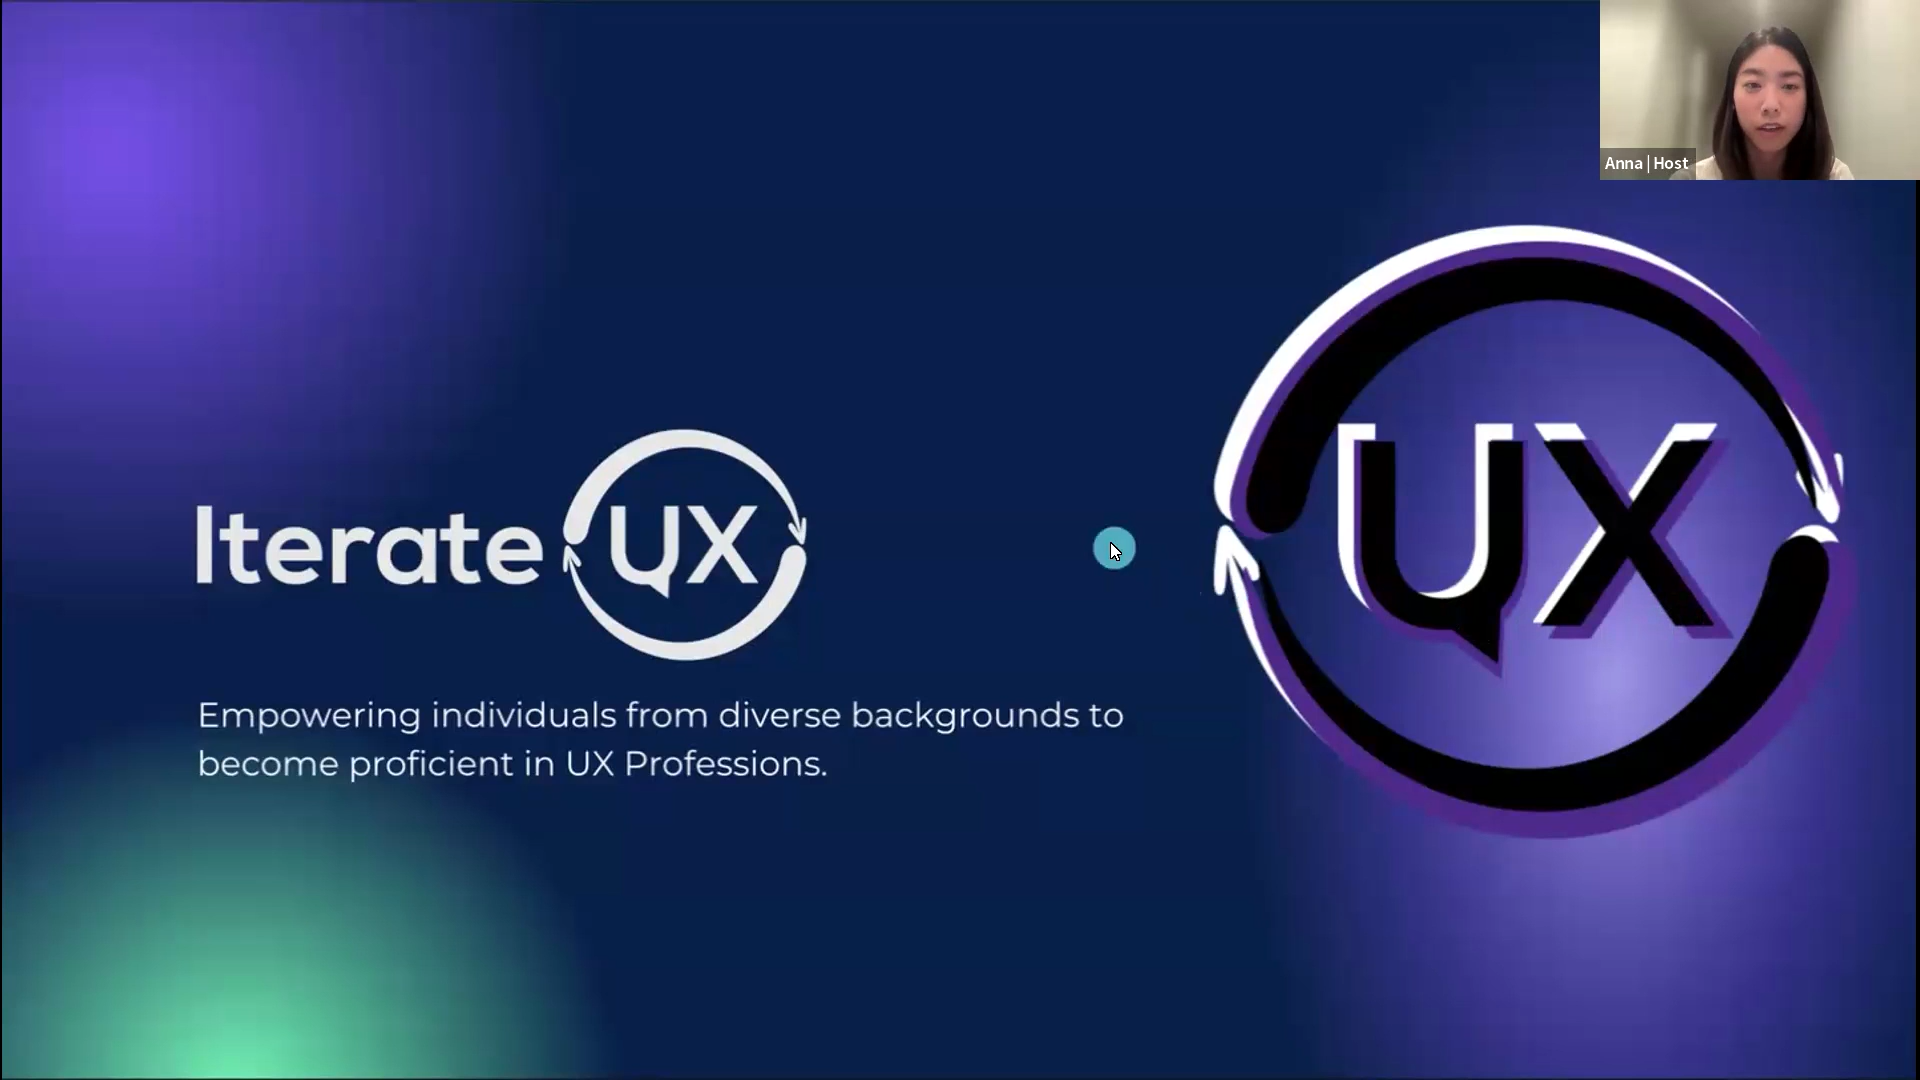 Anna | Host
Iterate UX
UX
Empowering individuals from diverse backgrounds to
become proficient in UX Professions.